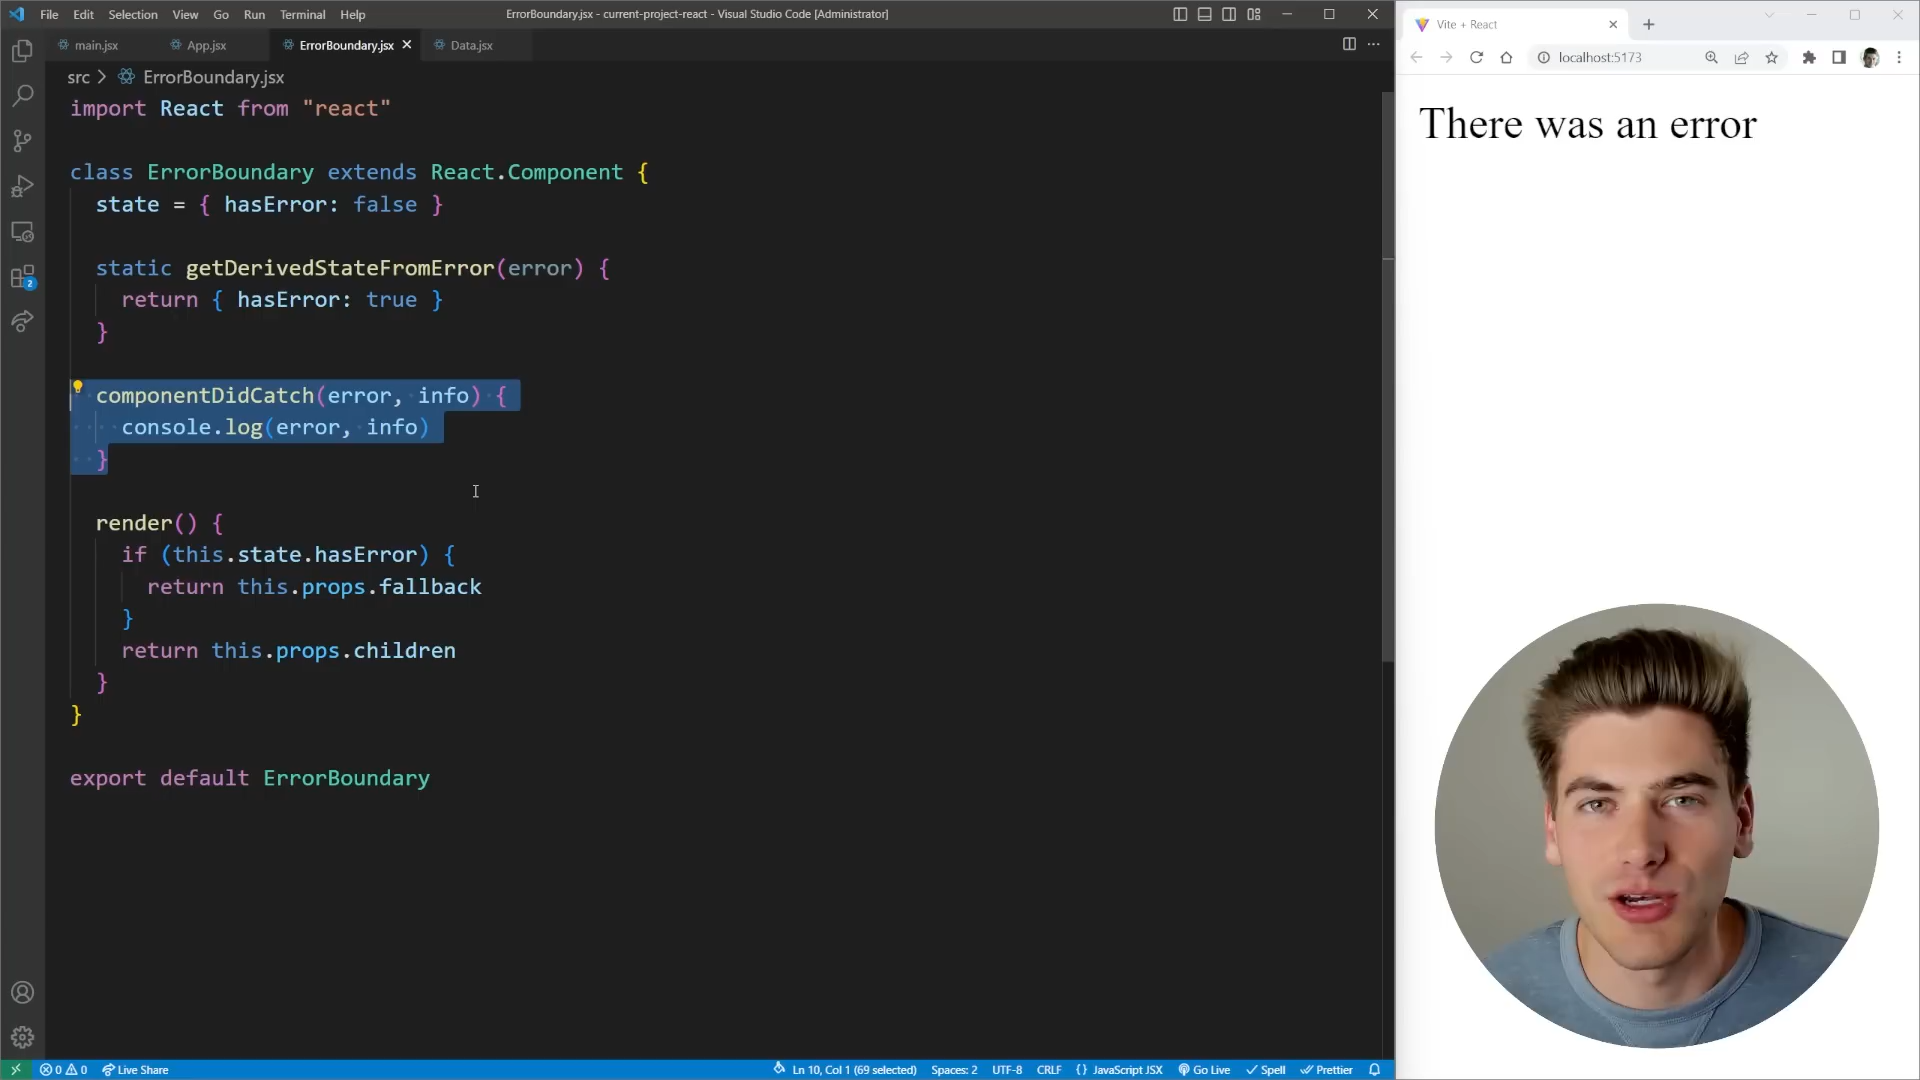 File Edit Selection View Go Run Terminal Help
ErrorBoundary.jsx - current-project-react - Visual Studio Code [Administrator]
main.jsx
App.jsx
ErrorBoundary.jsx
Data.jsx
src > ErrorBoundary.jsx
import React from "react"
class ErrorBoundary extends React.Component {
state = { hasError: false }
static getDerivedStateFromError(error) {
return { hasError: true }
}
componentDidCatch(error, info) {
console.log(error, info)
}
render() {
if (this.state.hasError) {
return this.props.fallback
}
return this.props.children
}
}
export default ErrorBoundary
2
0 0 Live Share
Ln 10, Col 1 (69 selected) Spaces: 2 UTF-8 CRLF {} JavaScript JSX Go Live Spell Prettier
Vite + React
localhost:5173
There was an error